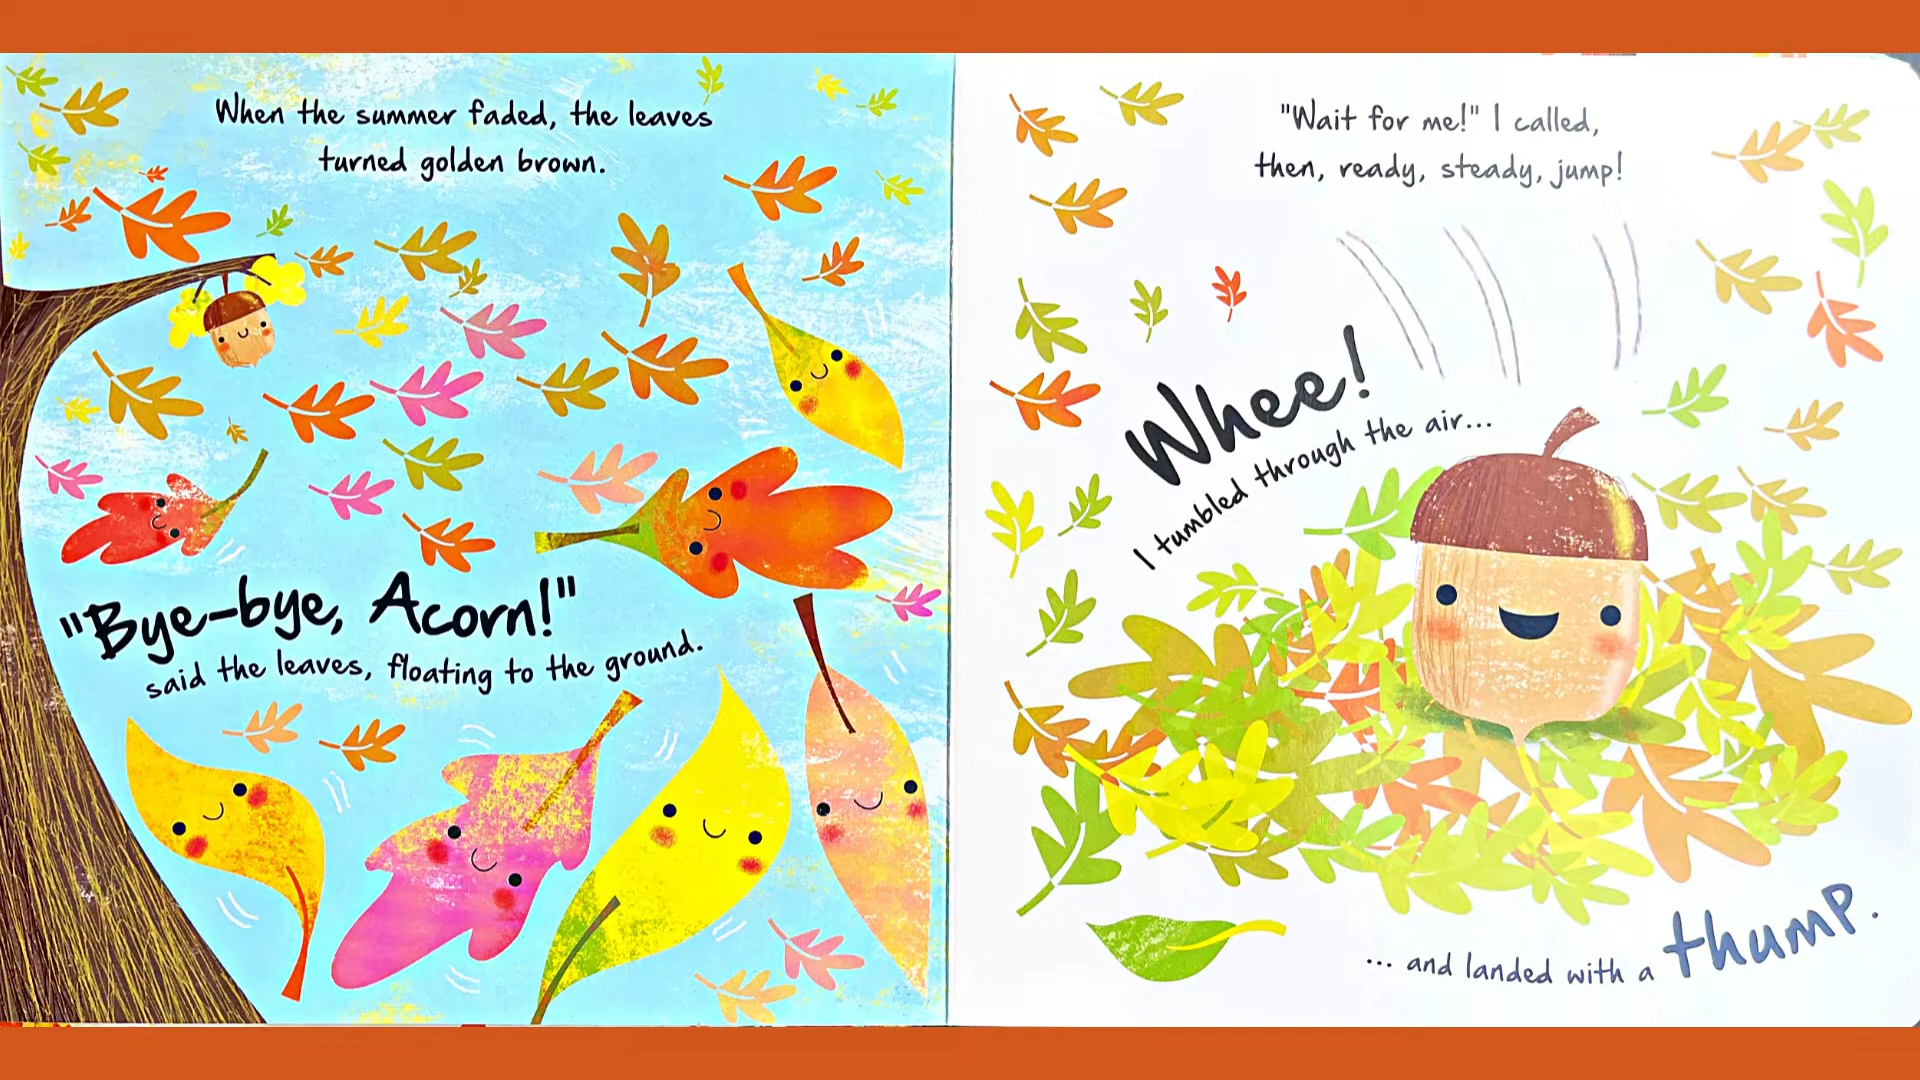 When the summer faded, the leaves
turned golden brown.
"Bye-bye, Acorn!"
said the leaves, floating to the ground.
"Wait for me!" I called,
then, ready, steady, jump!
Whee!
I tumbled through the air...
... and landed with a thump.